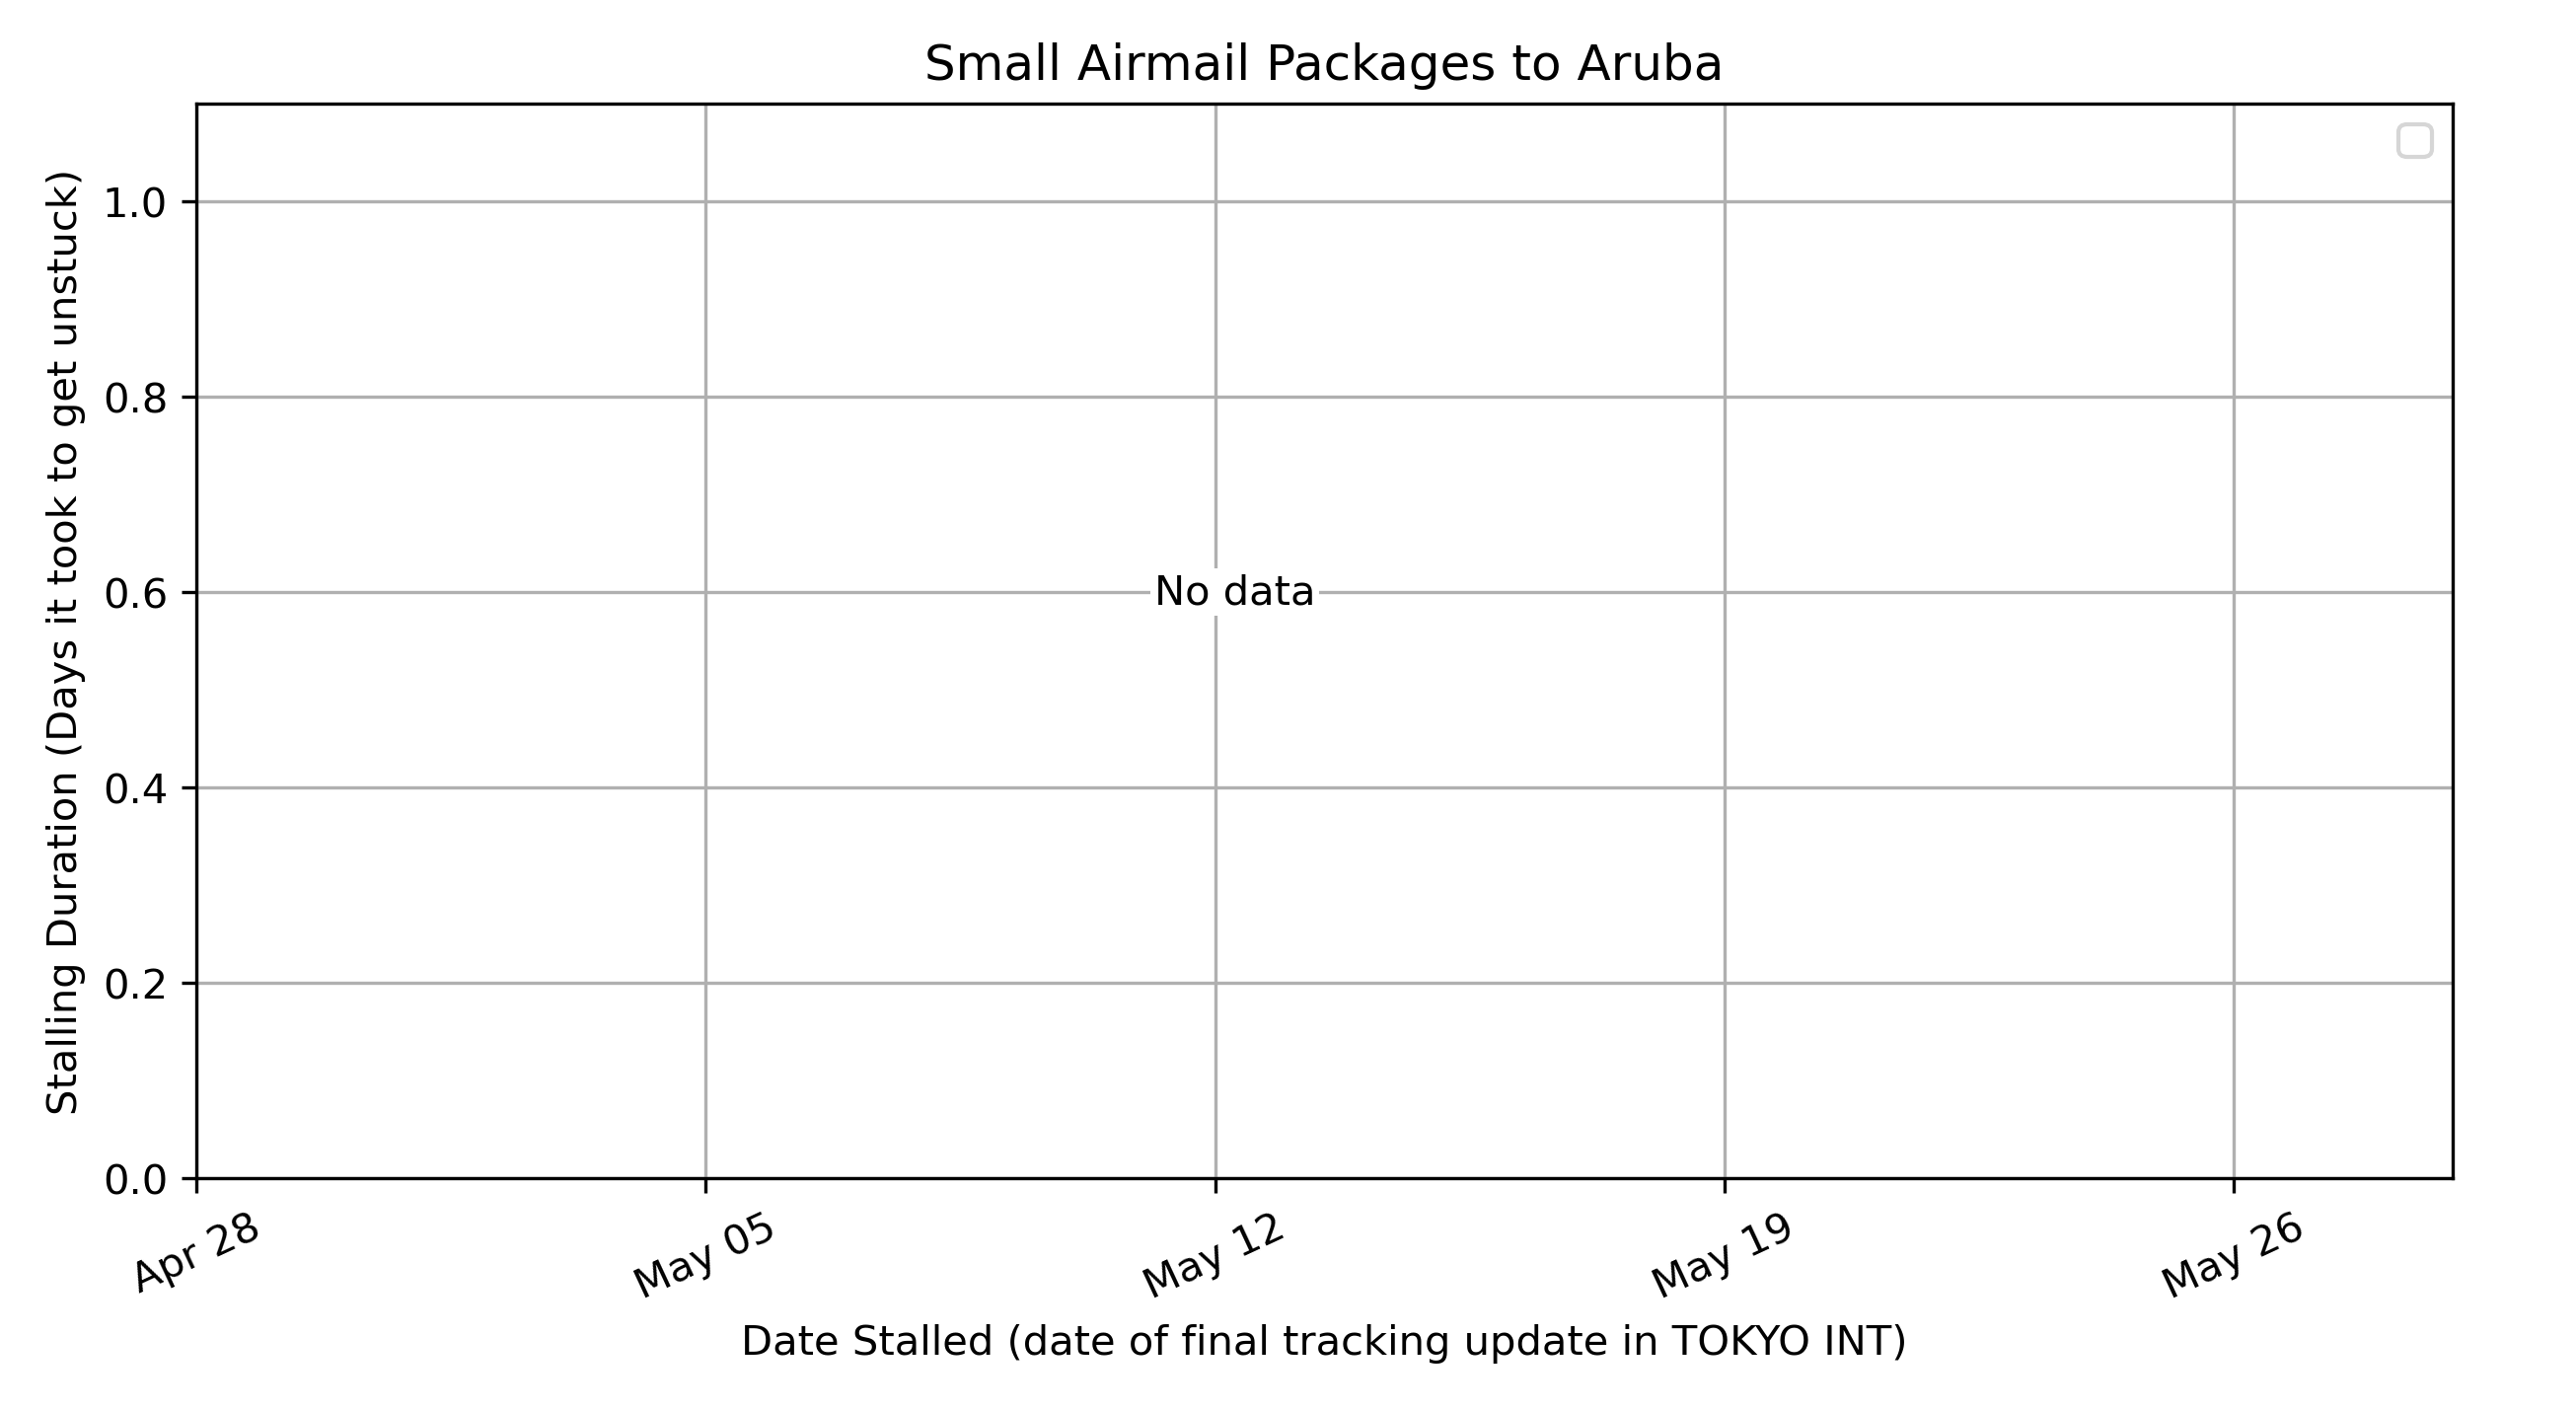 Small Airmail Packages to Aruba
Stalling Duration (Days it took to get unstuck)
1.0
0.8
0.6
0.4
0.2
0.0
No data
Apr 28
May 05
May 12
May 19
May 26
Date Stalled (date of final tracking update in TOKYO INT)